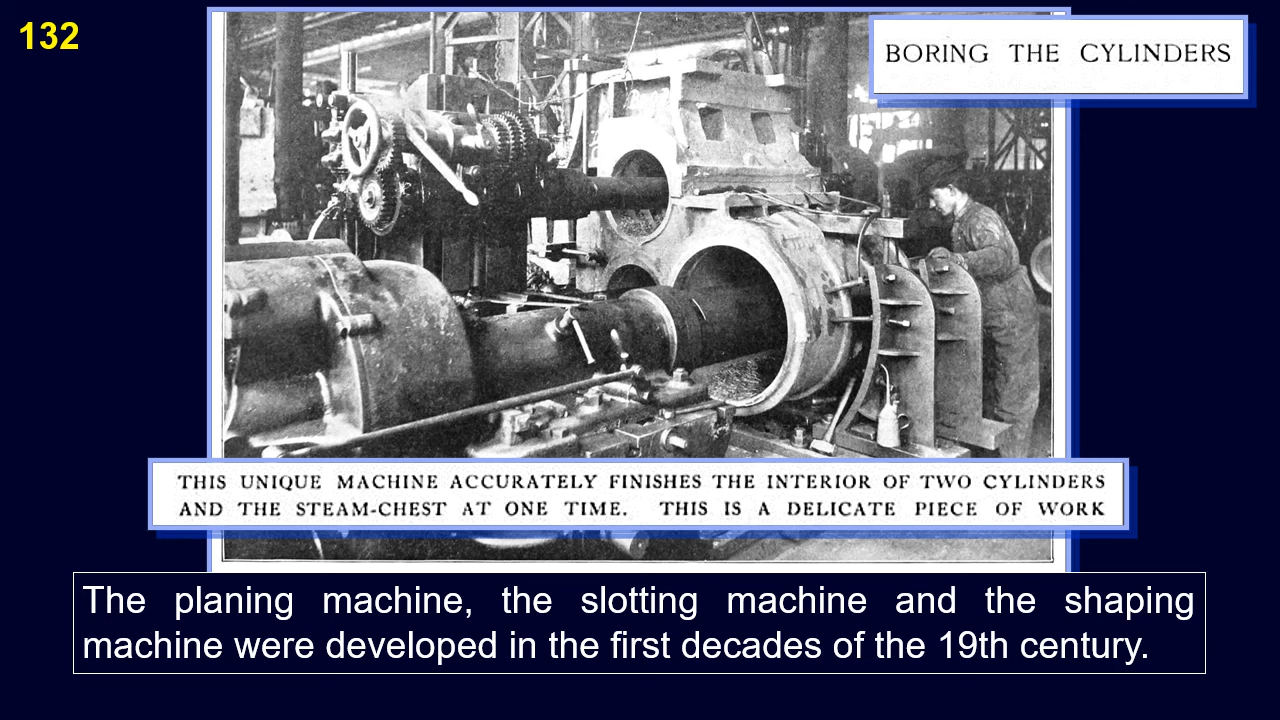 132
BORING THE CYLINDERS
THIS UNIQUE MACHINE ACCURATELY FINISHES THE INTERIOR OF TWO CYLINDERS
AND THE STEAM-CHEST AT ONE TIME. THIS IS A DELICATE PIECE OF WORK
The planing machine, the slotting machine and the shaping
machine were developed in the first decades of the 19th century.